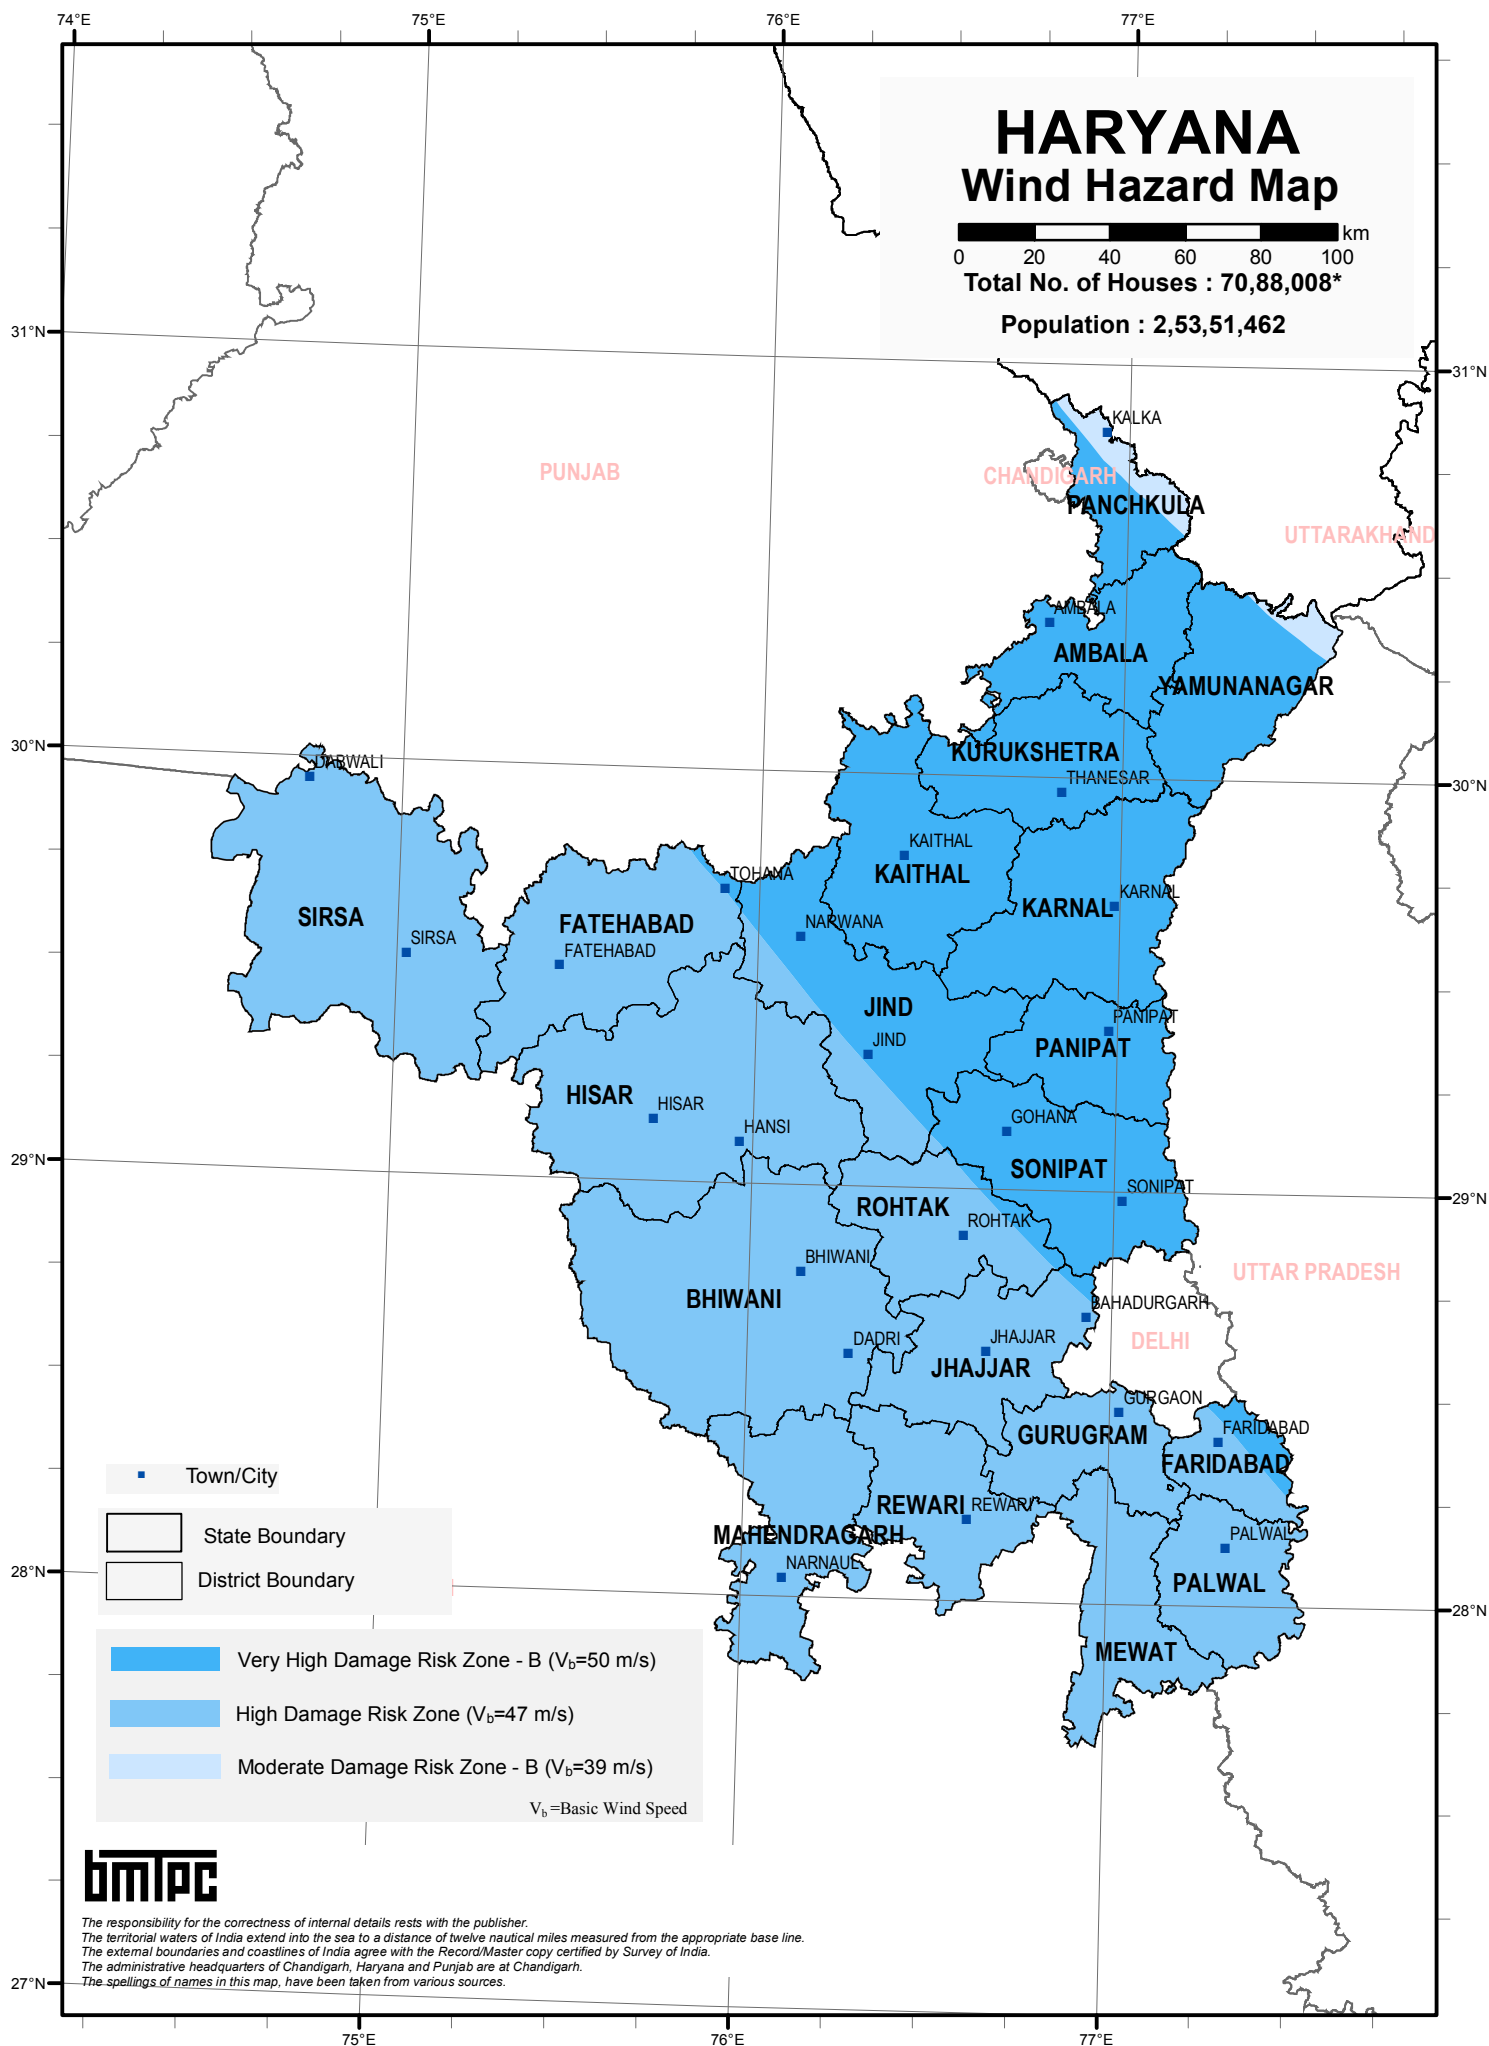 74°E
75°E
76°E
77°E
HARYANA
Wind Hazard Map
km
0 20 40 60 80 100
Total No. of Houses : 70,88,008*
Population : 2,53,51,462
31°N
31°N
KALKA
PUNJAB
CHANDIGARH
PANCHKULA
UTTARAKHAND
AMBALA
AMBALA
YAMUNANAGAR
30°N
KURUKSHETRA
DABWALI
THANESAR
30°N
KAITHAL
TOHANA
KAITHAL
KARNAL
KARNAL
SIRSA
FATEHABAD
NARWANA
SIRSA
FATEHABAD
JIND
PANIPAT
JIND
PANIPAT
HISAR
HISAR
HANSI
GOHANA
29°N
SONIPAT
SONIPAT
29°N
ROHTAK
ROHTAK
BHIWANI
UTTAR PRADESH
BHIWANI
BAHADURGARH
DADRI
JHAJJAR
DELHI
JHAJJAR
GURGAON
GURUGRAM
FARIDABAD
FARIDABAD
Town/City
REWARI
REWARI
State Boundary
MAHENDRAGARH
PALWAL
NARNAUL
28°N
District Boundary
PALWAL
28°N
MEWAT
Very High Damage Risk Zone - B (Vb=50 m/s)
High Damage Risk Zone (Vb=47 m/s)
Moderate Damage Risk Zone - B (Vb=39 m/s)
Vb=Basic Wind Speed
bmTPC
The responsibility for the correctness of internal details rests with the publisher.
The territorial waters of India extend into the sea to a distance of twelve nautical miles measured from the appropriate base line.
The external boundaries and coastlines of India agree with the Record/Master copy certified by Survey of India.
The administrative headquarters of Chandigarh, Haryana and Punjab are at Chandigarh.
The spellings of names in this map, have been taken from various sources.
27°N
75°E
76°E
77°E